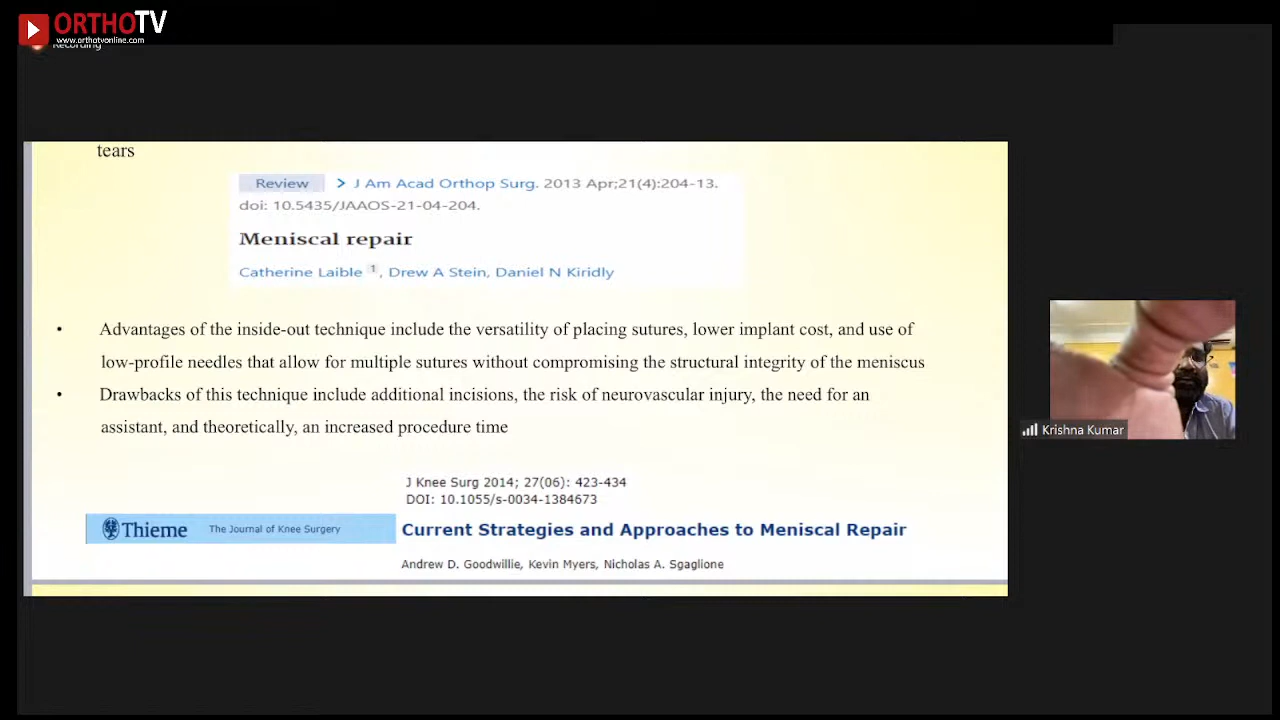 ORTHOTV
www.orthotvonline.com
Recording
tears
Review > J Am Acad Orthop Surg. 2013 Apr;21(4):204-13.
doi: 10.5435/JAAOS-21-04-204.
Meniscal repair
Catherine Laible 1, Drew A Stein, Daniel N Kiridly
• Advantages of the inside-out technique include the versatility of placing sutures, lower implant cost, and use of
low-profile needles that allow for multiple sutures without compromising the structural integrity of the meniscus
• Drawbacks of this technique include additional incisions, the risk of neurovascular injury, the need for an
assistant, and theoretically, an increased procedure time
Krishna Kumar
J Knee Surg 2014; 27(06): 423-434
DOI: 10.1055/s-0034-1384673
Thieme The Journal of Knee Surgery
Current Strategies and Approaches to Meniscal Repair
Andrew D. Goodwillie, Kevin Myers, Nicholas A. Sgaglione